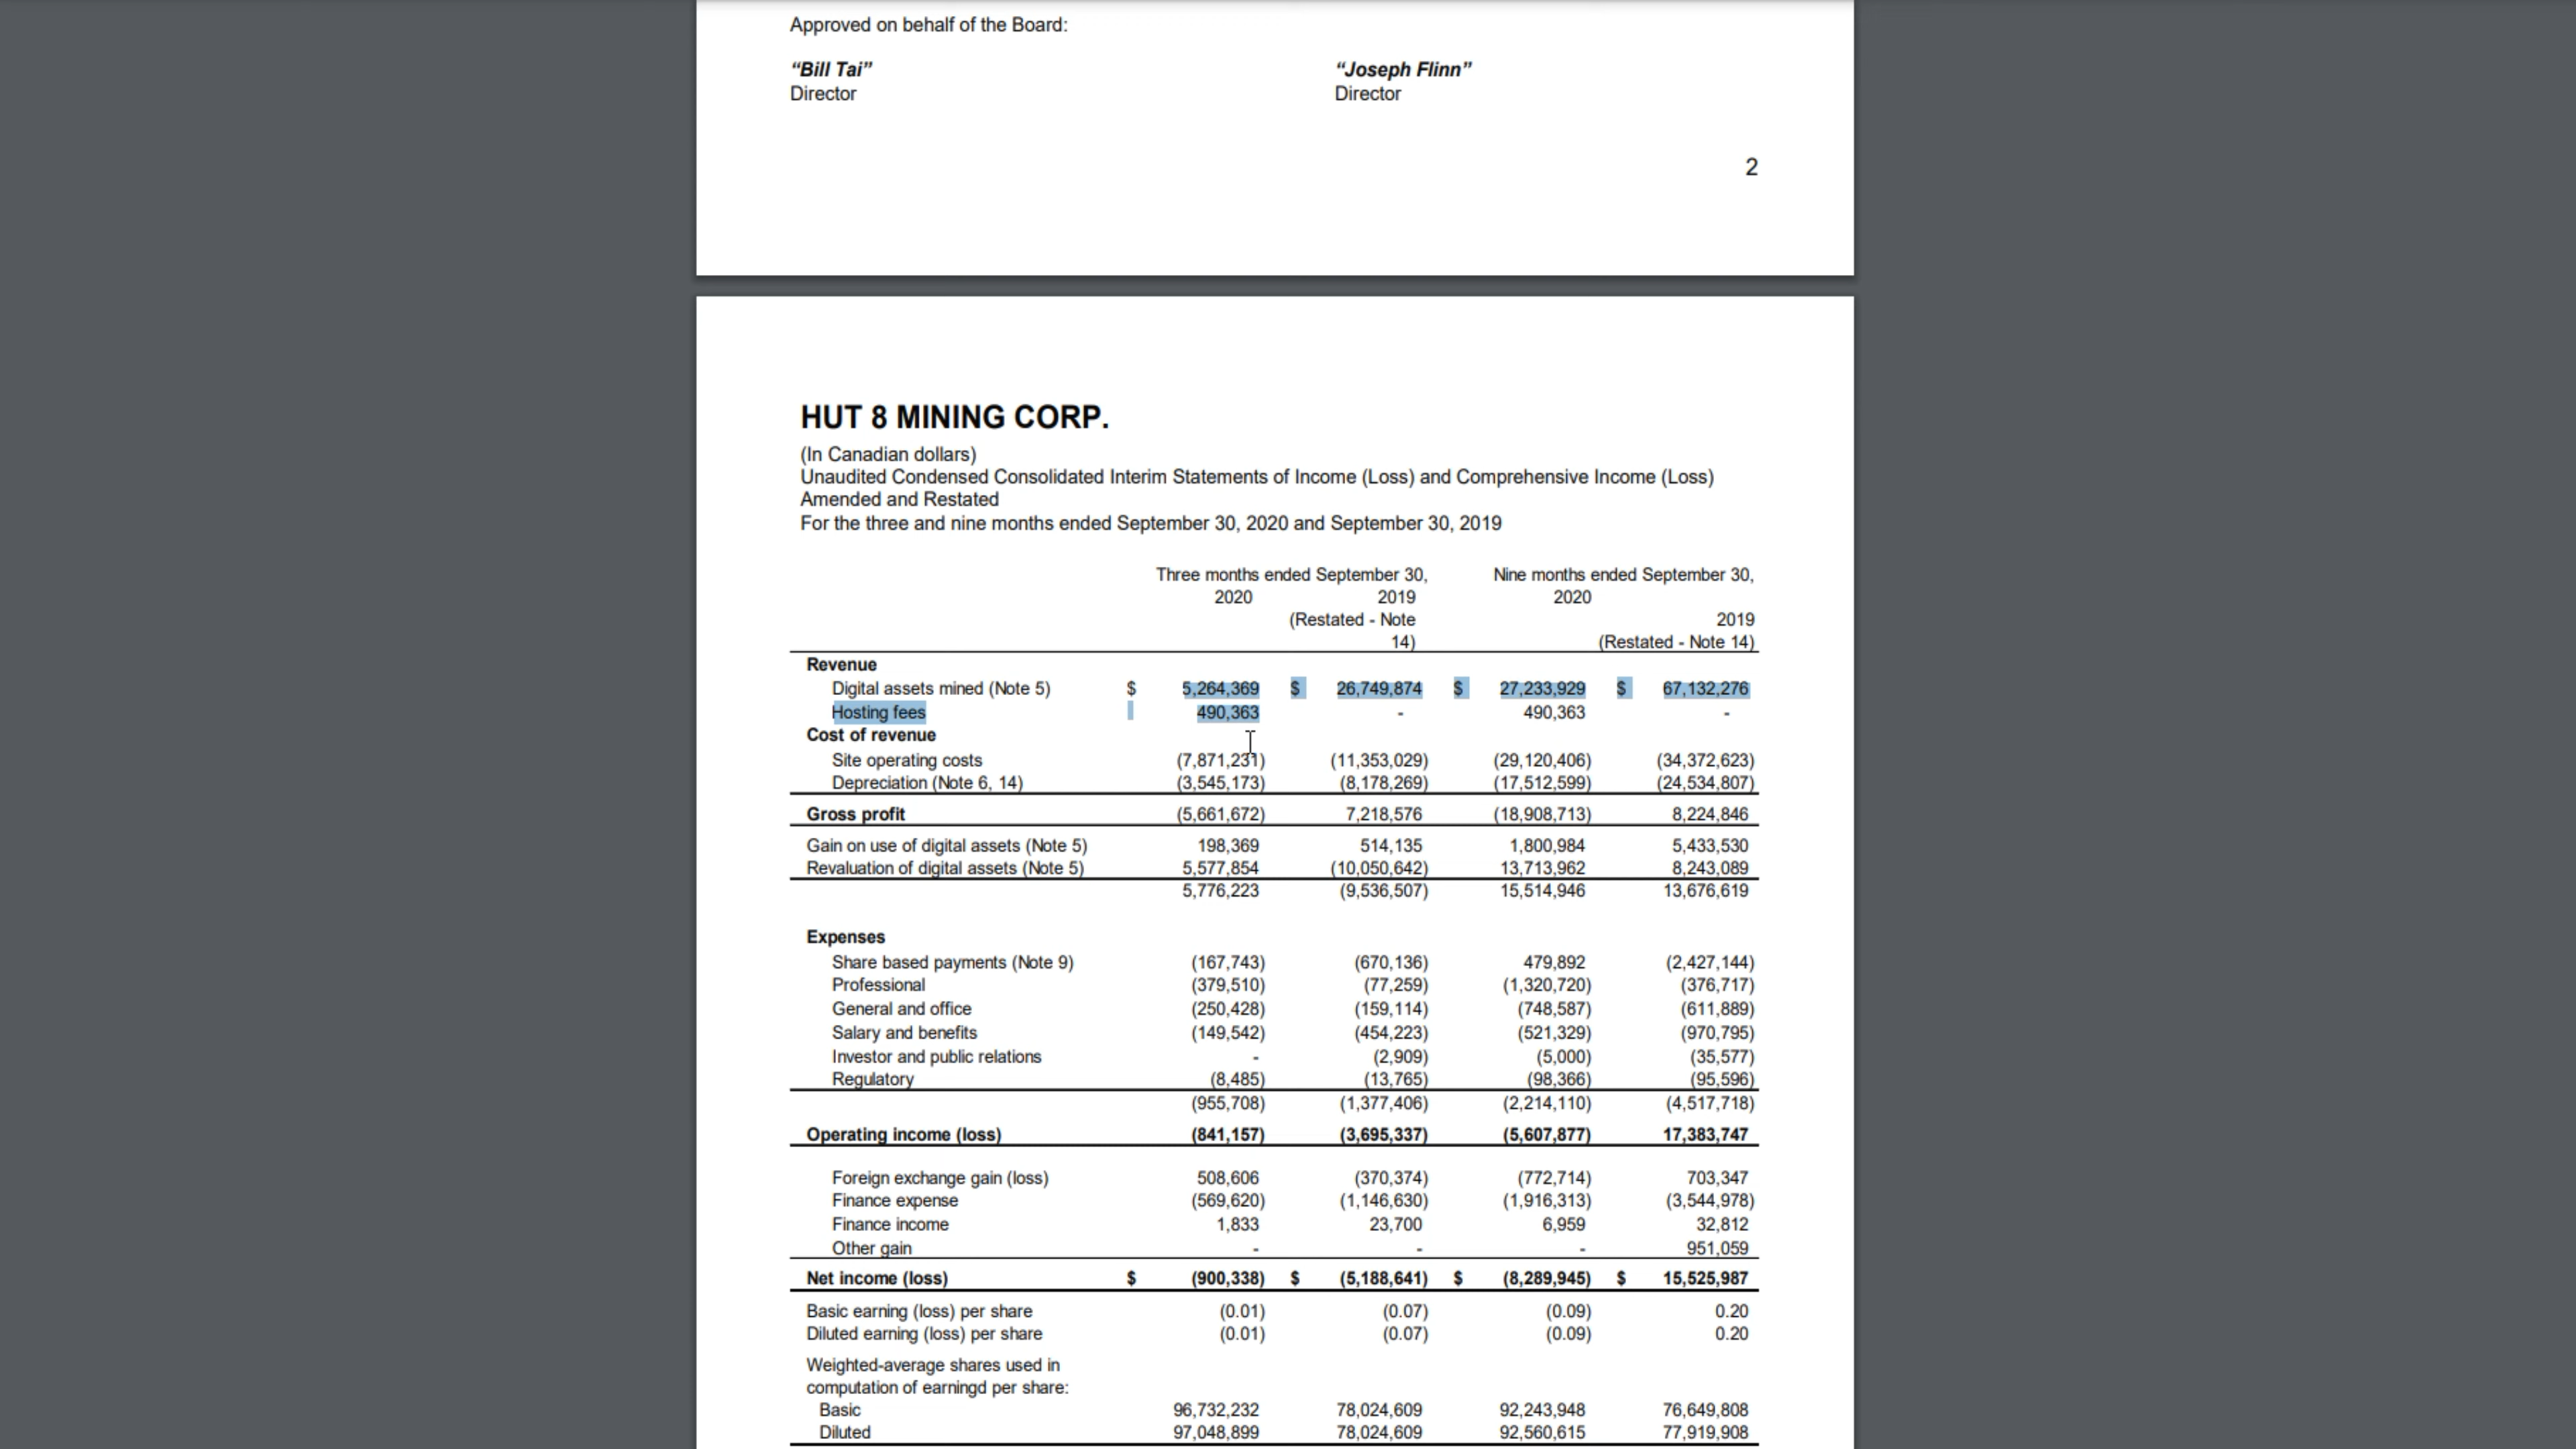 Approved on behalf of the Board:
“Bill Tai” “Joseph Flinn”
Director Director
2
HUT 8 MINING CORP.
(In Canadian dollars)
Unaudited Condensed Consolidated Interim Statements of Income (Loss) and Comprehensive Income (Loss)
Amended and Restated
For the three and nine months ended September 30, 2020 and September 30, 2019
Three months ended September 30, Nine months ended September 30,
2020 2019 2020
(Restated - Note 2019
14) (Restated - Note 14)
Revenue
Digital assets mined (Note 5) $ 5,264,369 $ 26,749,874 $ 27,233,929 $ 67,132,276
Hosting fees 490,363 - 490,363 -
Cost of revenue
Site operating costs (7,871,231) (11,353,029) (29,120,406) (34,372,623)
Depreciation (Note 6, 14) (3,545,173) (8,178,269) (17,512,599) (24,534,807)
Gross profit (5,661,672) 7,218,576 (18,908,713) 8,224,846
Gain on use of digital assets (Note 5) 198,369 514,135 1,800,984 5,433,530
Revaluation of digital assets (Note 5) 5,577,854 (10,050,642) 13,713,962 8,243,089
5,776,223 (9,536,507) 15,514,946 13,676,619
Expenses
Share based payments (Note 9) (167,743) (670,136) 479,892 (2,427,144)
Professional (379,510) (77,259) (1,320,720) (376,717)
General and office (250,428) (159,114) (748,587) (611,889)
Salary and benefits (149,542) (454,223) (521,329) (970,795)
Investor and public relations - (2,909) (5,000) (35,577)
Regulatory (8,485) (13,765) (98,366) (95,596)
(955,708) (1,377,406) (2,214,110) (4,517,718)
Operating income (loss) (841,157) (3,695,337) (5,607,877) 17,383,747
Foreign exchange gain (loss) 508,606 (370,374) (772,714) 703,347
Finance expense (569,620) (1,146,630) (1,916,313) (3,544,978)
Finance income 1,833 23,700 6,959 32,812
Other gain - - - 951,059
Net income (loss) $ (900,338) $ (5,188,641) $ (8,289,945) $ 15,525,987
Basic earning (loss) per share (0.01) (0.07) (0.09) 0.20
Diluted earning (loss) per share (0.01) (0.07) (0.09) 0.20
Weighted-average shares used in
computation of earningd per share:
Basic 96,732,232 78,024,609 92,243,948 76,649,808
Diluted 97,048,899 78,024,609 92,560,615 77,919,908